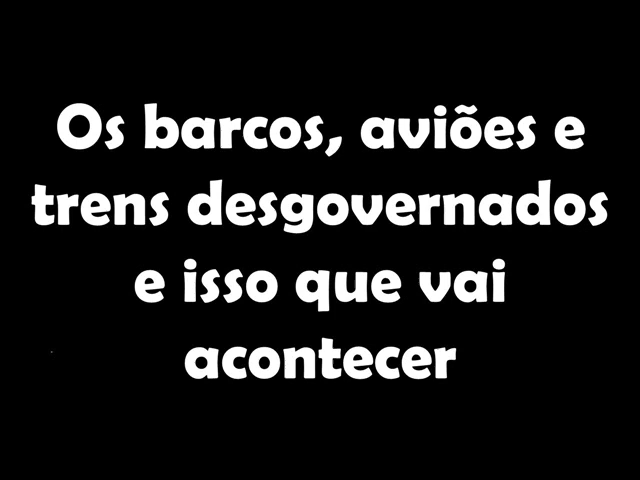 Os barcos, aviões e
trens desgovernados
e isso que vai
acontecer